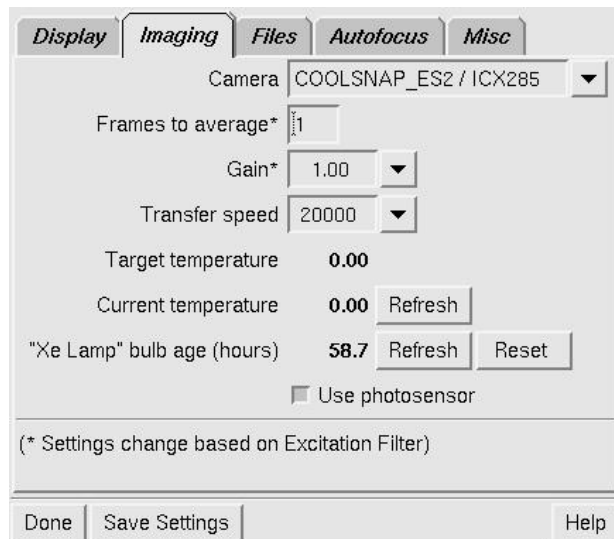 Display Imaging Files Autofocus Misc
Camera COOLSNAP_ES2 / ICX285
Frames to average* 1
Gain* 1.00
Transfer speed 20000
Target temperature 0.00
Current temperature 0.00 Refresh
"Xe Lamp" bulb age (hours) 58.7 Refresh Reset
Use photosensor
(* Settings change based on Excitation Filter)
Done Save Settings Help